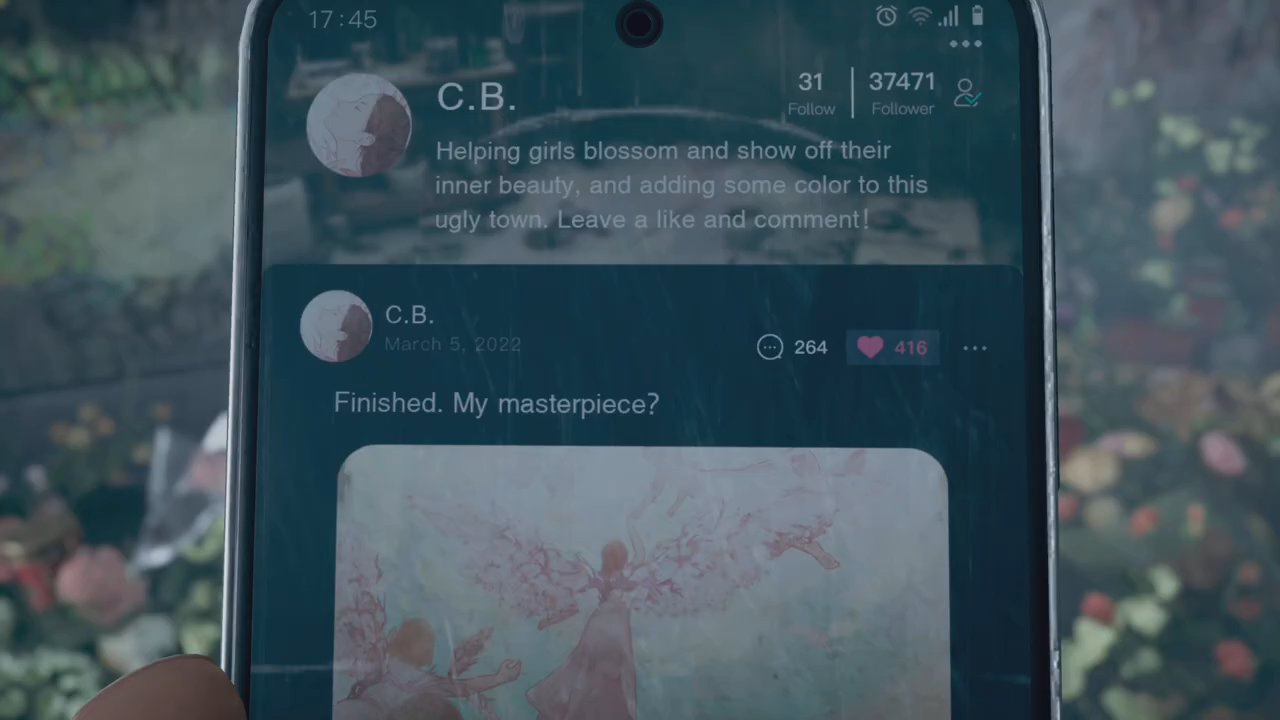 17:45
C.B.
31
Follow
37471
Follower
Helping girls blossom and show off their
inner beauty, and adding some color to this
ugly town. Leave a like and comment!
C.B.
March 5, 2022
264
416
Finished. My masterpiece?